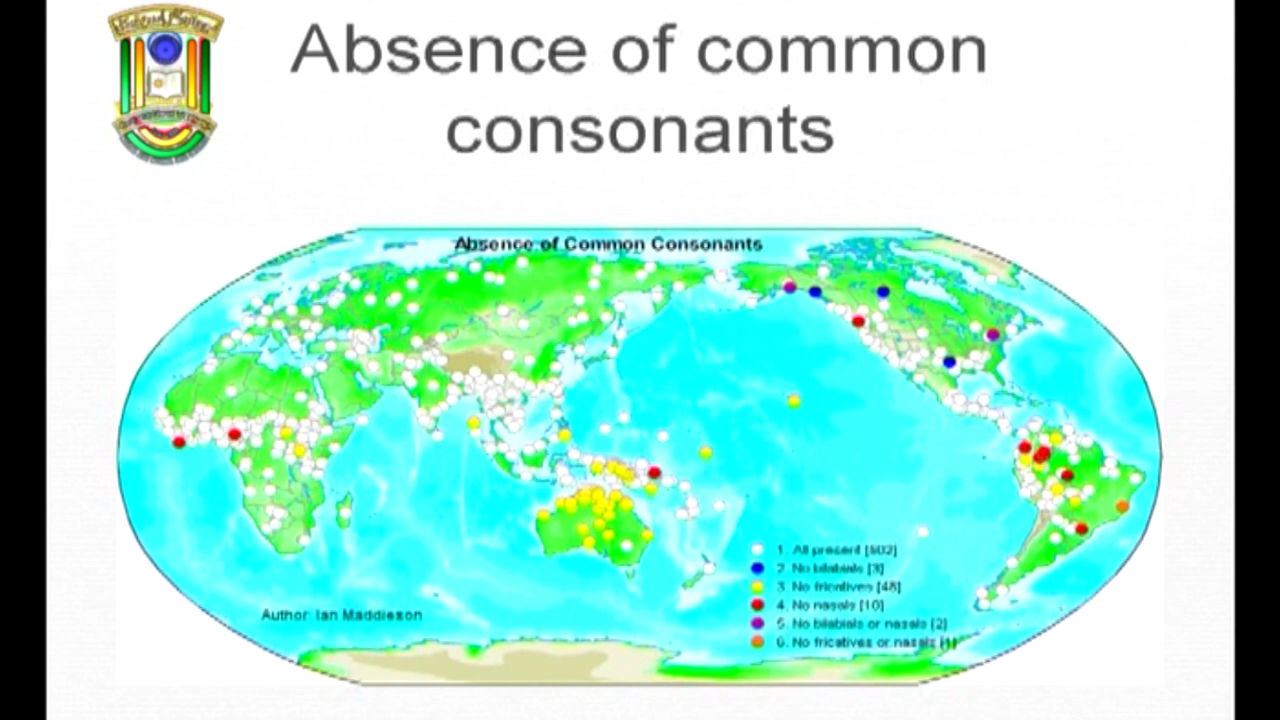 Absence of common
consonants
Absence of Common Consonants
1. All present [502]
2. No bilabials [3]
3. No fricatives [48]
4. No nasals [10]
5. No bilabials or nasals [2]
6. No fricatives or nasals [1]
Author: Ian Maddieson